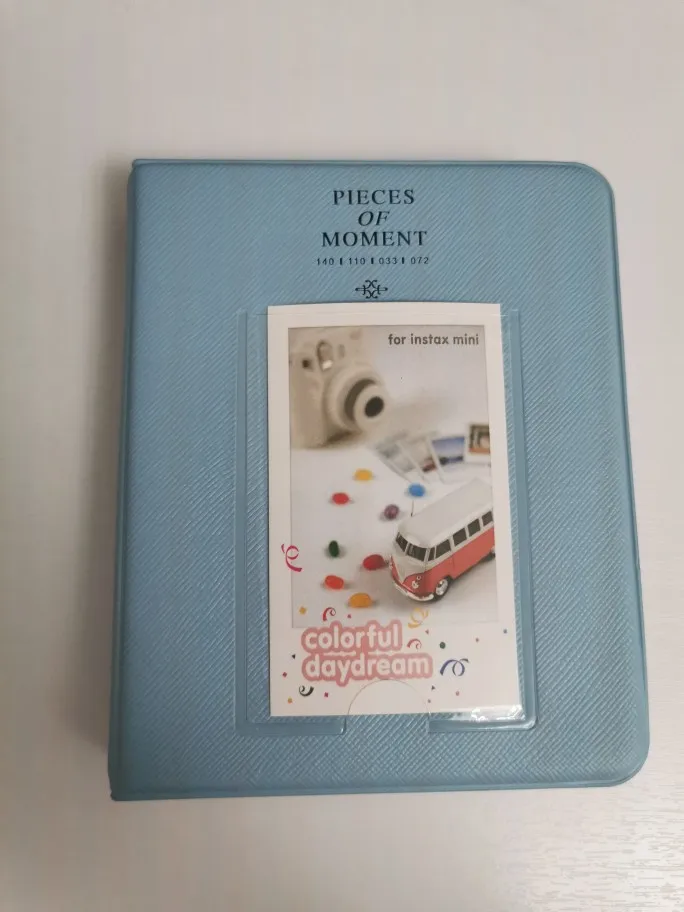 PIECES
OF
MOMENT
140 I 110 I 033 I 072
for instax mini
colorful
daydream